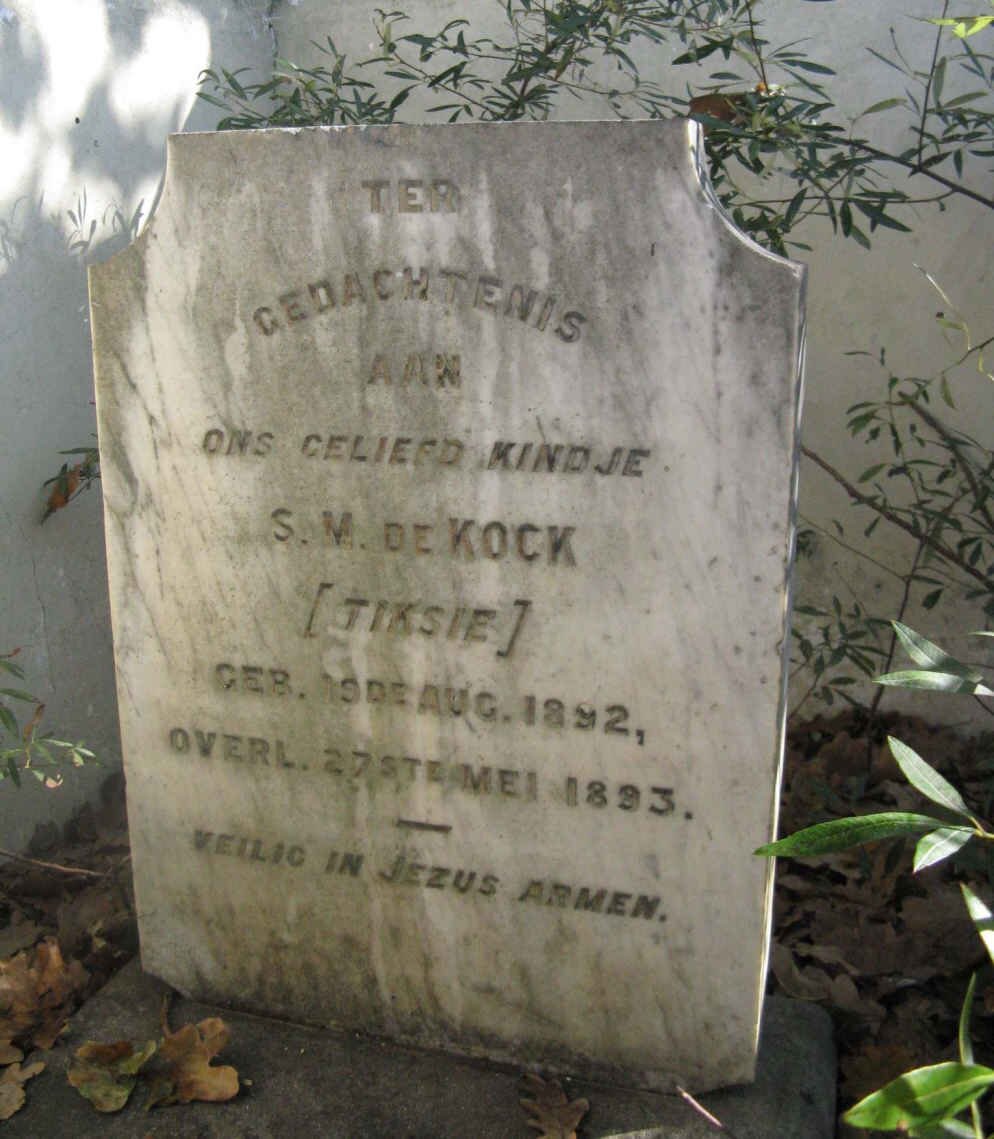 TER
GEDACHTENIS
AAN
ONS GELIEFD KINDJE
S. M. DE KOCK
[TIKSIE]
GEB. 19DE AUG. 1892,
OVERL. 27STE MEI 1893.
VEILIG IN JEZUS ARMEN.